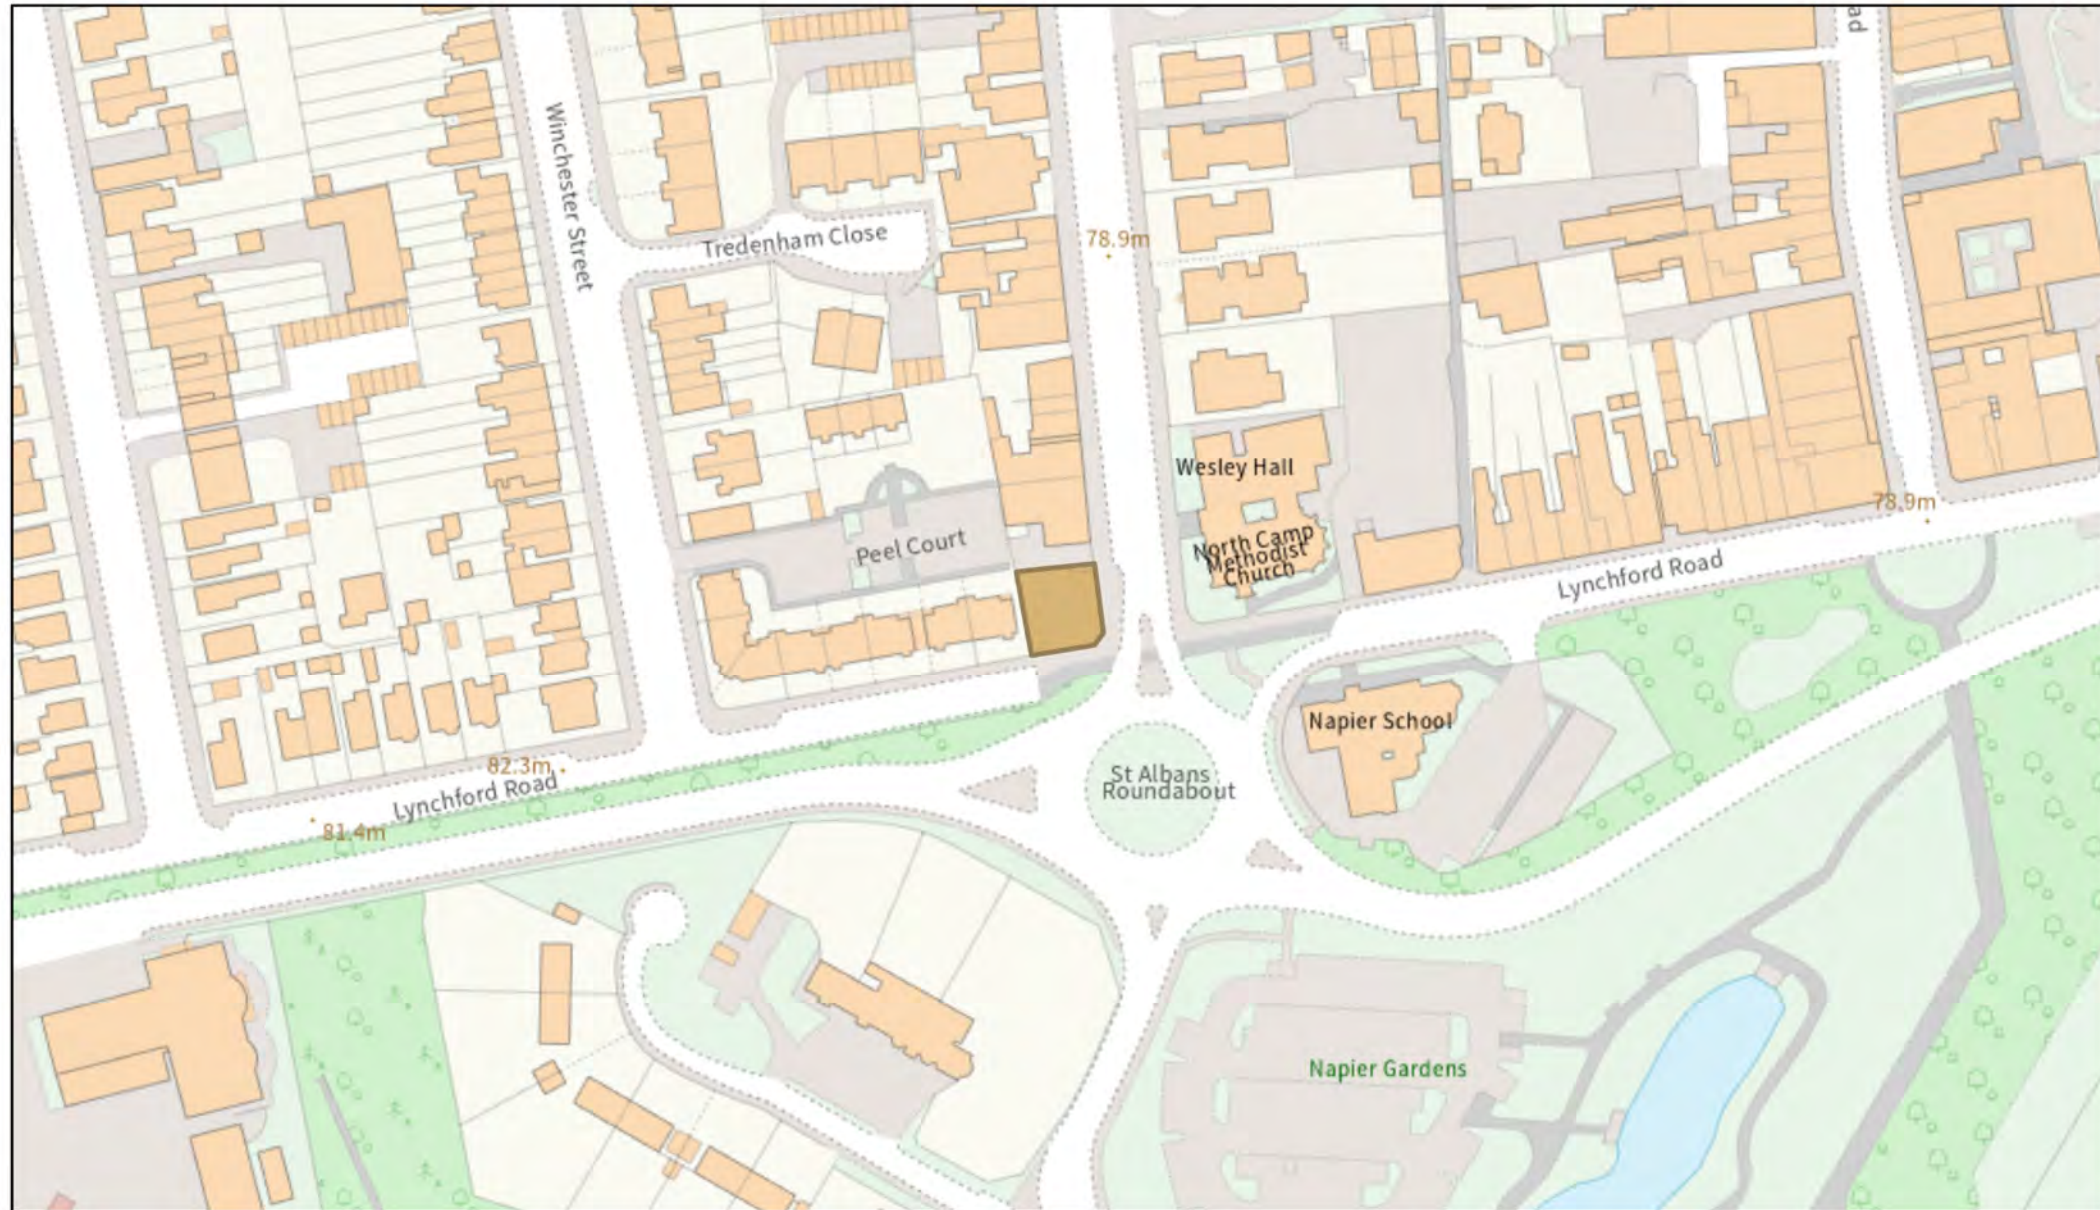 ad
Winchester Street
Tredenham Close
78.9m
Wesley Hall
78.9m
North Camp
Methodist
Church
Peel Court
Lynchford Road
Napier School
82.3m
Lynchford Road
81.4m
St Albans
Roundabout
Napier Gardens